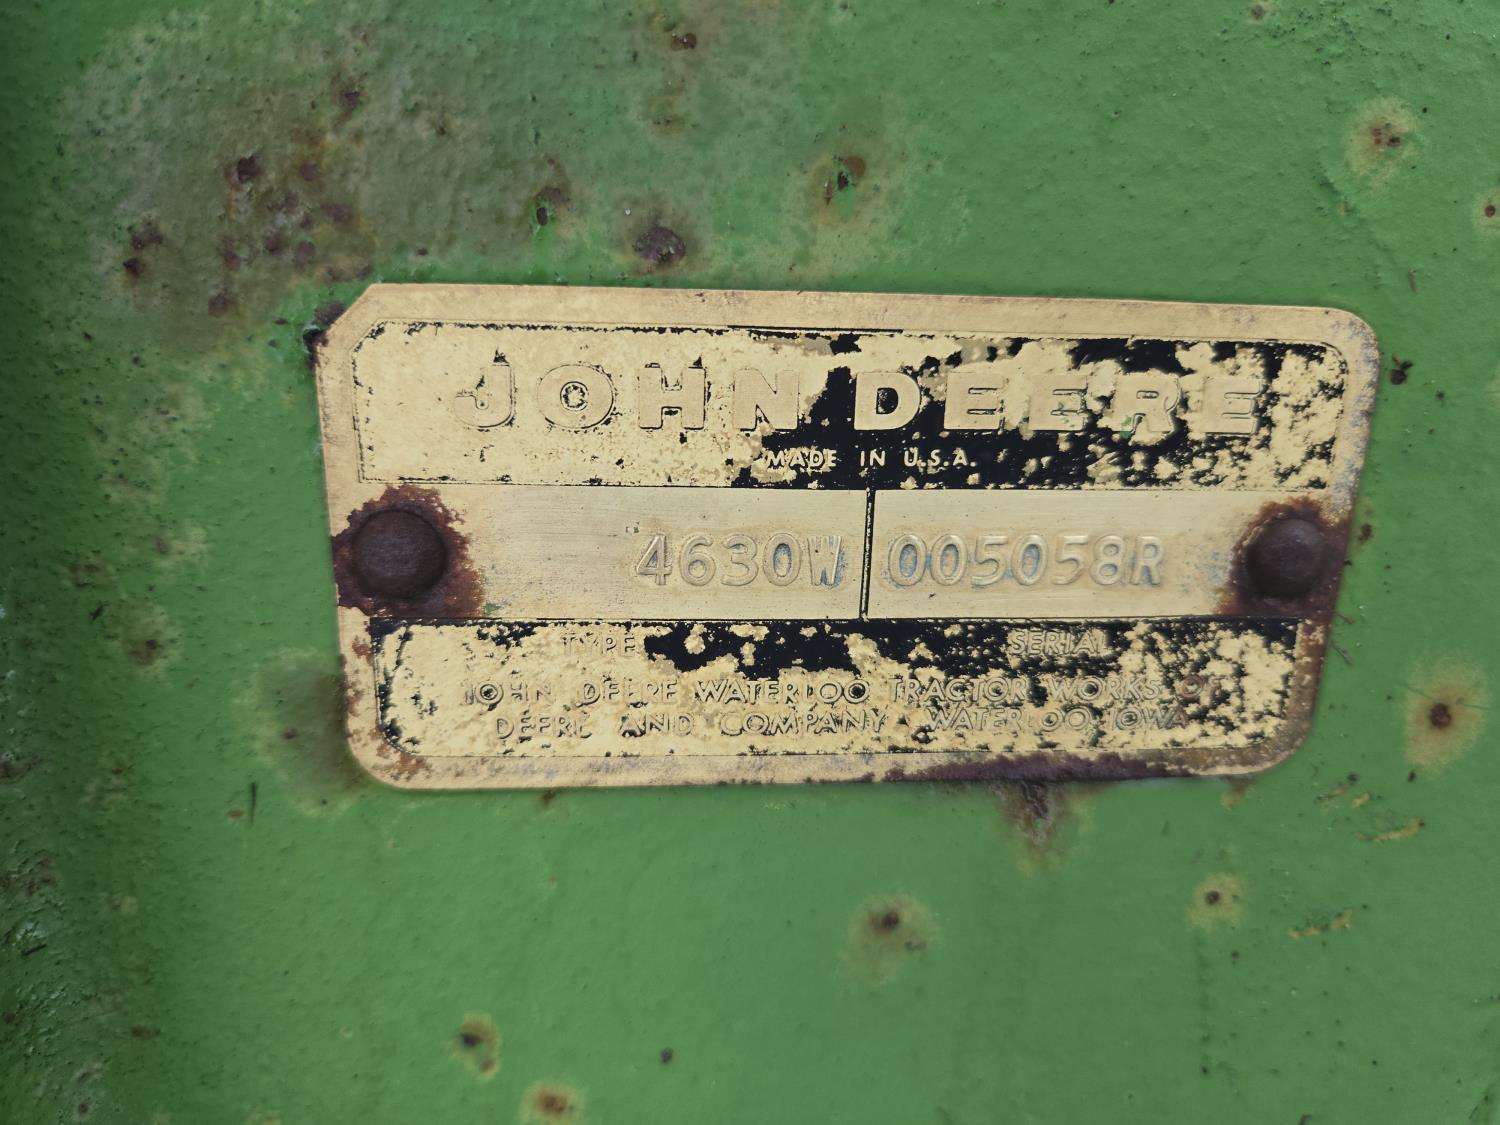 JOHN DEERE
MADE IN U.S.A.
4630W 005058R
TYPE SERIAL
JOHN DEERE WATERLOO TRACTOR WORKS OF
DEERE AND COMPANY WATERLOO, IOWA